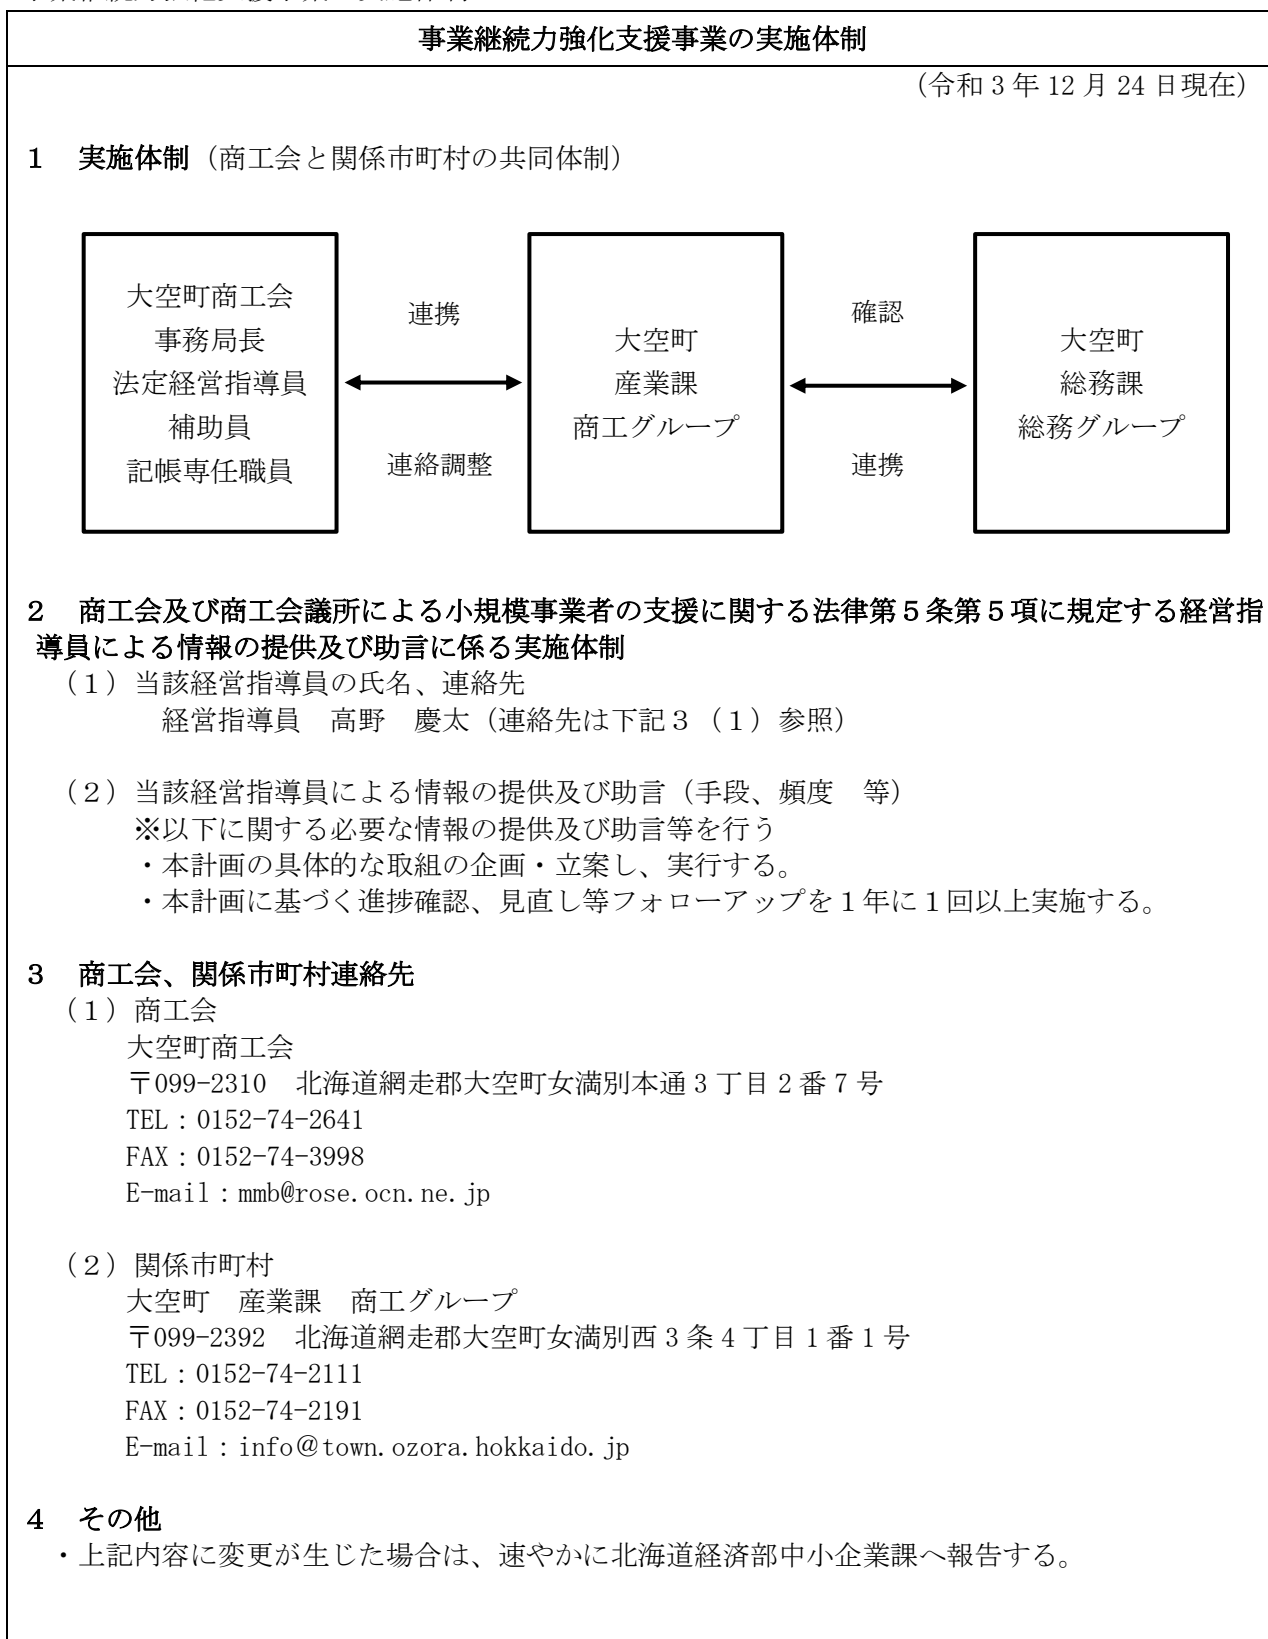 事業継続力強化支援事業の実施体制
(令和3年12月24日現在)
1 実施体制(商工会と関係市町村の共同体制)
大空町商工会
事務局長
法定経営指導員
補助員
記帳専任職員
連携
連絡調整
大空町
産業課
商工グループ
確認
連携
大空町
総務課
総務グループ
2 商工会及び商工会議所による小規模事業者の支援に関する法律第5条第5項に規定する経営指
導員による情報の提供及び助言に係る実施体制
(1)当該経営指導員の氏名、連絡先
経営指導員 高野 慶太(連絡先は下記3(1)参照)
(2)当該経営指導員による情報の提供及び助言(手段、頻度 等)
※以下に関する必要な情報の提供及び助言等を行う
・本計画の具体的な取組の企画・立案し、実行する。
・本計画に基づく進捗確認、見直し等フォローアップを1年に1回以上実施する。
3 商工会、関係市町村連絡先
(1)商工会
大空町商工会
〒099-2310 北海道網走郡大空町女満別本通3丁目2番7号
TEL:0152-74-2641
FAX:0152-74-3998
E-mail:mmb@rose.ocn.ne.jp
(2)関係市町村
大空町 産業課 商工グループ
〒099-2392 北海道網走郡大空町女満別西3条4丁目1番1号
TEL:0152-74-2111
FAX:0152-74-2191
E-mail:info@town.ozora.hokkaido.jp
4 その他
・上記内容に変更が生じた場合は、速やかに北海道経済部中小企業課へ報告する。